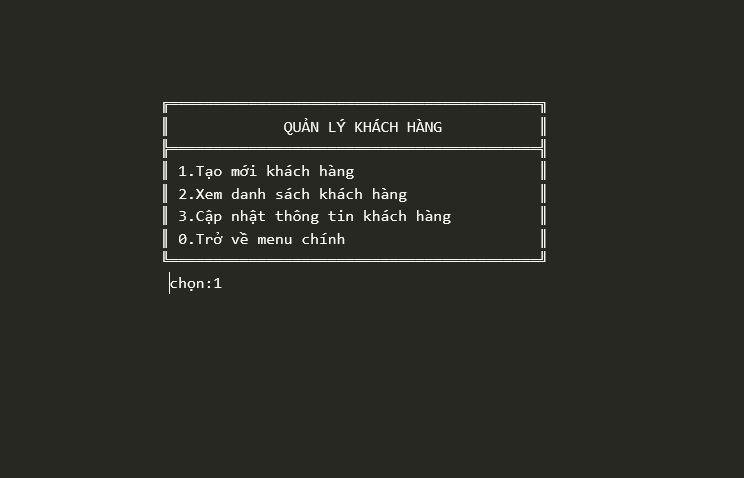 QUẢN LÝ KHÁCH HÀNG
1.Tạo mới khách hàng
2.Xem danh sách khách hàng
3.Cập nhật thông tin khách hàng
0.Trở về menu chính
chọn:1